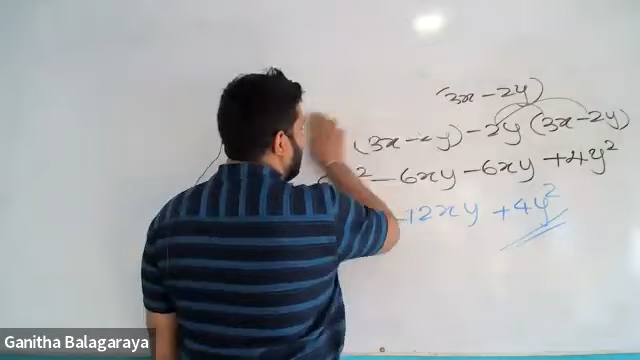 (3x - 2y)
(3x - 2y) - 2y (3x - 2y)
² - 6xy - 6xy + 4y²
- 12xy + 4y²
Ganitha Balagaraya